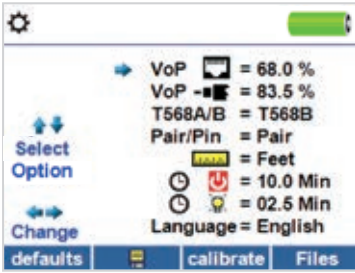 VoP = 68.0 %
VoP = 83.5 %
T568A/B = T568B
Pair/Pin = Pair
= Feet
= 10.0 Min
= 02.5 Min
Language = English
Select
Option
Change
defaults calibrate Files